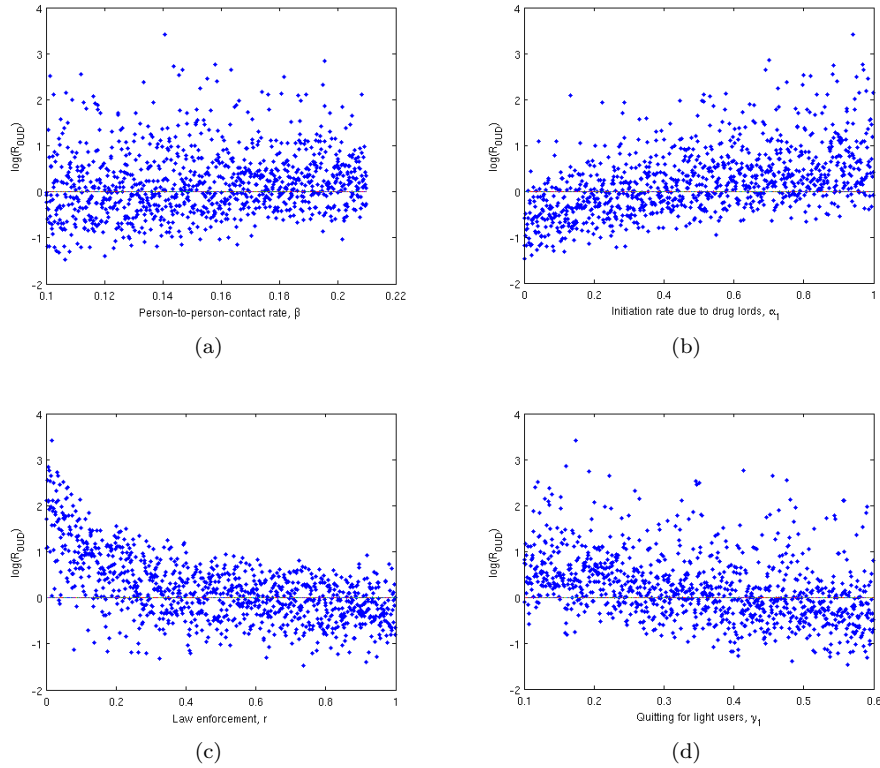 4
3
2
1
0
-1
-2
log(R0UD)
0.1 0.12 0.14 0.16 0.18 0.2 0.22
Person-to-person-contact rate, β
(a)
4
3
2
1
0
-1
-2
log(R0UD)
0 0.2 0.4 0.6 0.8 1
Initiation rate due to drug lords, α1
(b)
4
3
2
1
0
-1
-2
log(R0UD)
0 0.2 0.4 0.6 0.8 1
Law enforcement, r
(c)
4
3
2
1
0
-1
-2
log(R0UD)
0.1 0.2 0.3 0.4 0.5 0.6
Quitting for light users, γ1
(d)